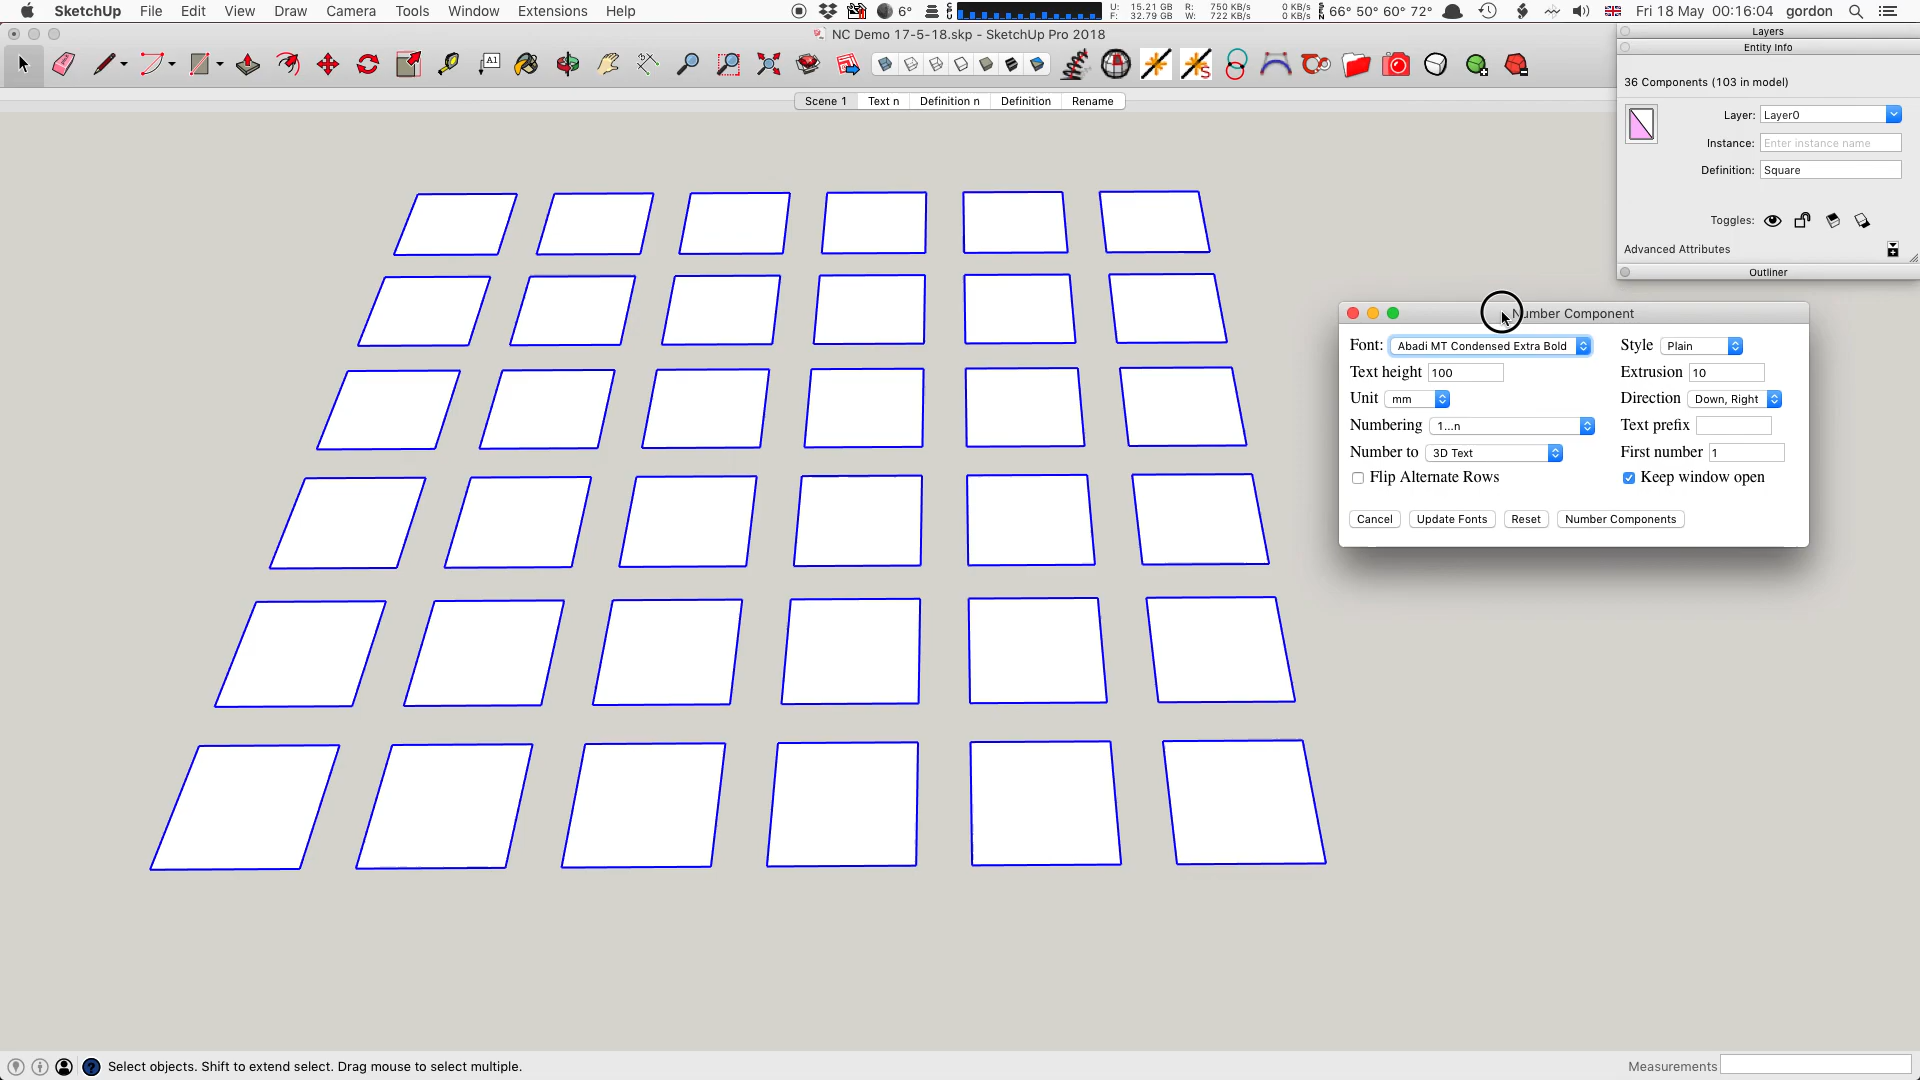 SketchUp File Edit View Draw Camera Tools Window Extensions Help 6° U: 15.21 GB F: 32.79 GB R: 750 KB/s W: 722 KB/s 0 KB/s 0 KB/s 66° 50° 60° 72° Fri 18 May 00:16:04 gordon
NC Demo 17-5-18.skp - SketchUp Pro 2018
A1
Scene 1 Text n Definition n Definition Rename
Layers
Entity Info
36 Components (103 in model)
Layer: Layer0
Instance: Enter instance name
Definition: Square
Toggles:
Advanced Attributes
Outliner
Number Component
Font: Abadi MT Condensed Extra Bold Style Plain
Text height 100 Extrusion 10
Unit mm Direction Down, Right
Numbering 1...n Text prefix
Number to 3D Text First number 1
Flip Alternate Rows Keep window open
Cancel Update Fonts Reset Number Components
Select objects. Shift to extend select. Drag mouse to select multiple. Measurements